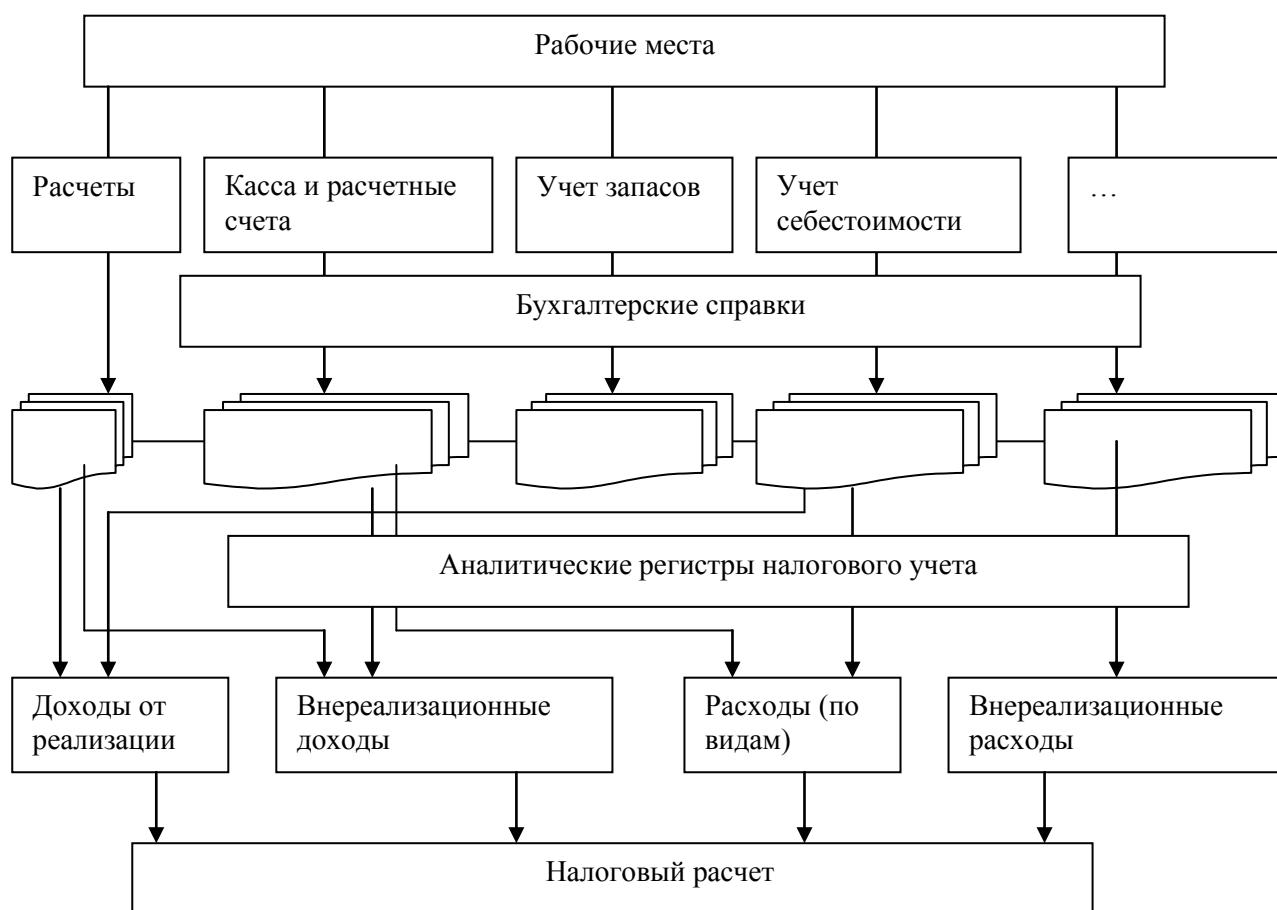 Рабочие места
Расчеты
Касса и расчетные
счета
Учет запасов
Учет
себестоимости
…
Бухгалтерские справки
Аналитические регистры налогового учета
Доходы от
реализации
Внереализационные
доходы
Расходы (по
видам)
Внереализационные
расходы
Налоговый расчет